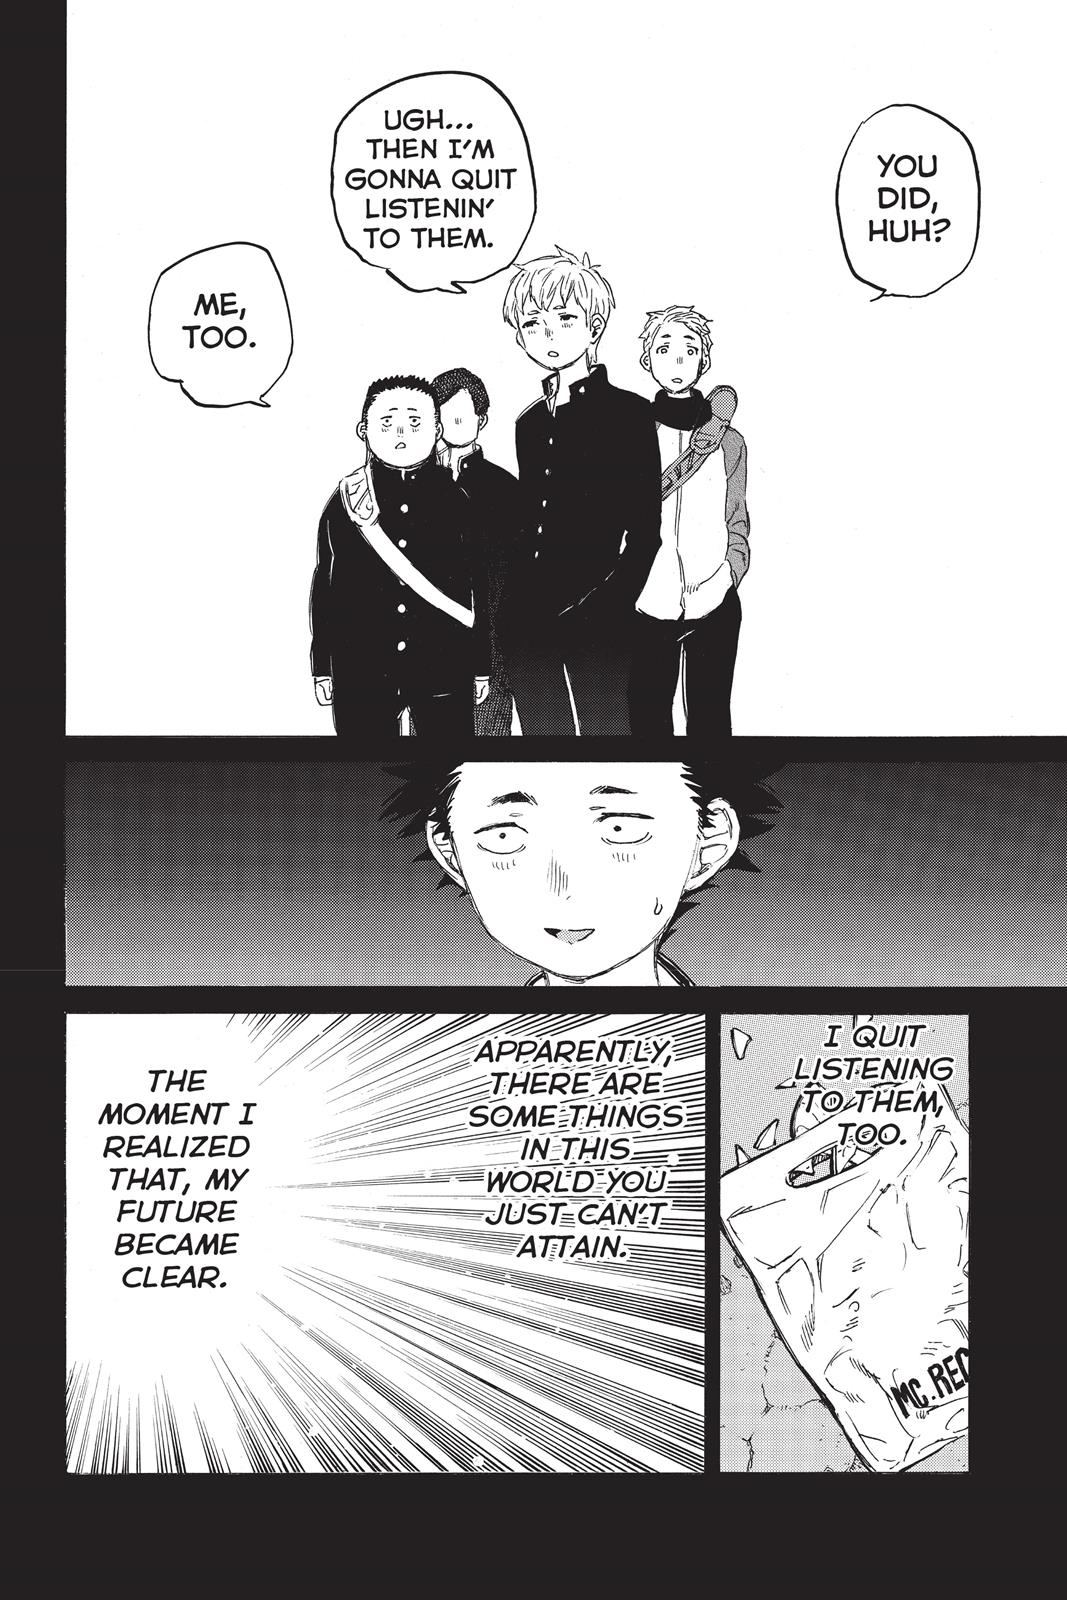 YOU
DID,
HUH?
UGH...
THEN I'M
GONNA QUIT
LISTENIN'
TO THEM.
ME,
TOO.
I QUIT
LISTENING
TO THEM,
TOO.
MC.REC
APPARENTLY,
THERE ARE
SOME THINGS
IN THIS
WORLD YOU
JUST CAN'T
ATTAIN.
THE
MOMENT I
REALIZED
THAT, MY
FUTURE
BECAME
CLEAR.